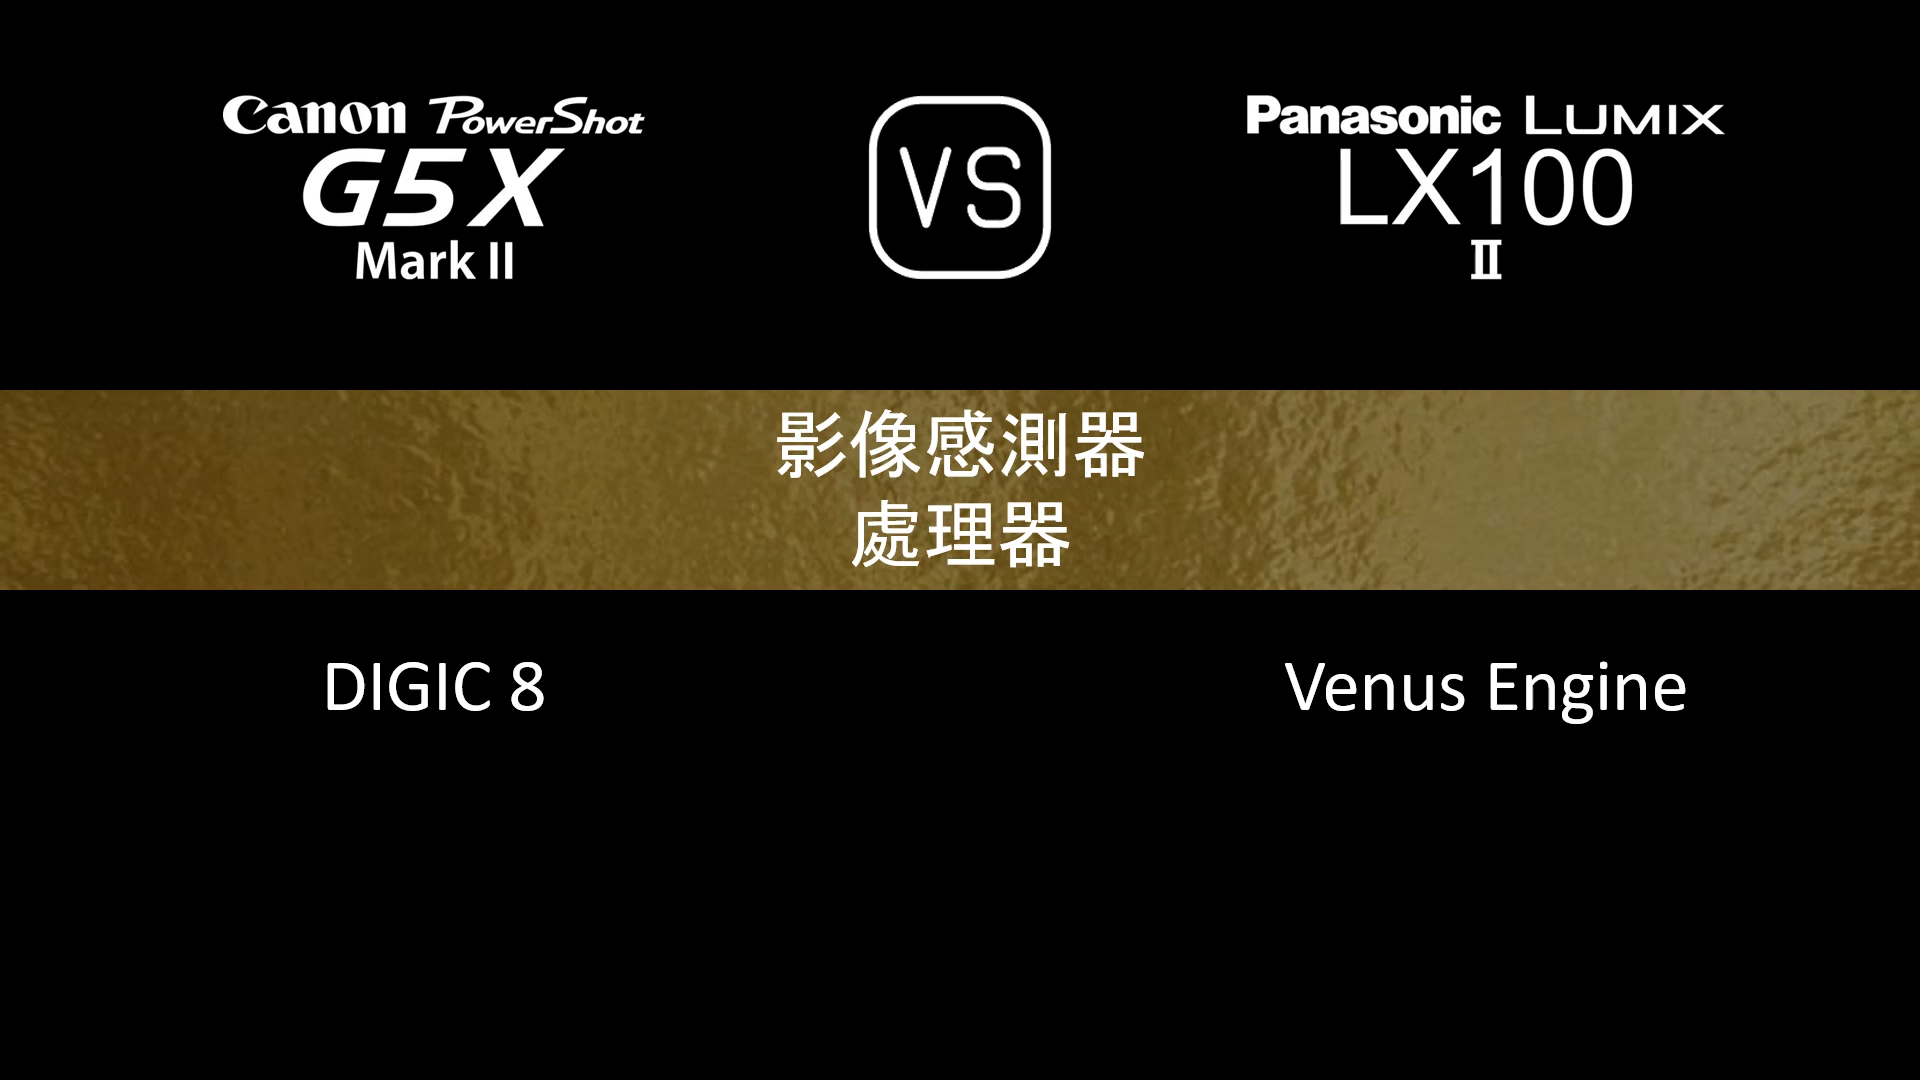 Canon PowerShot
G5X
Mark II
VS
Panasonic LUMIX
LX100
II
影像感測器
處理器
DIGIC 8
Venus Engine